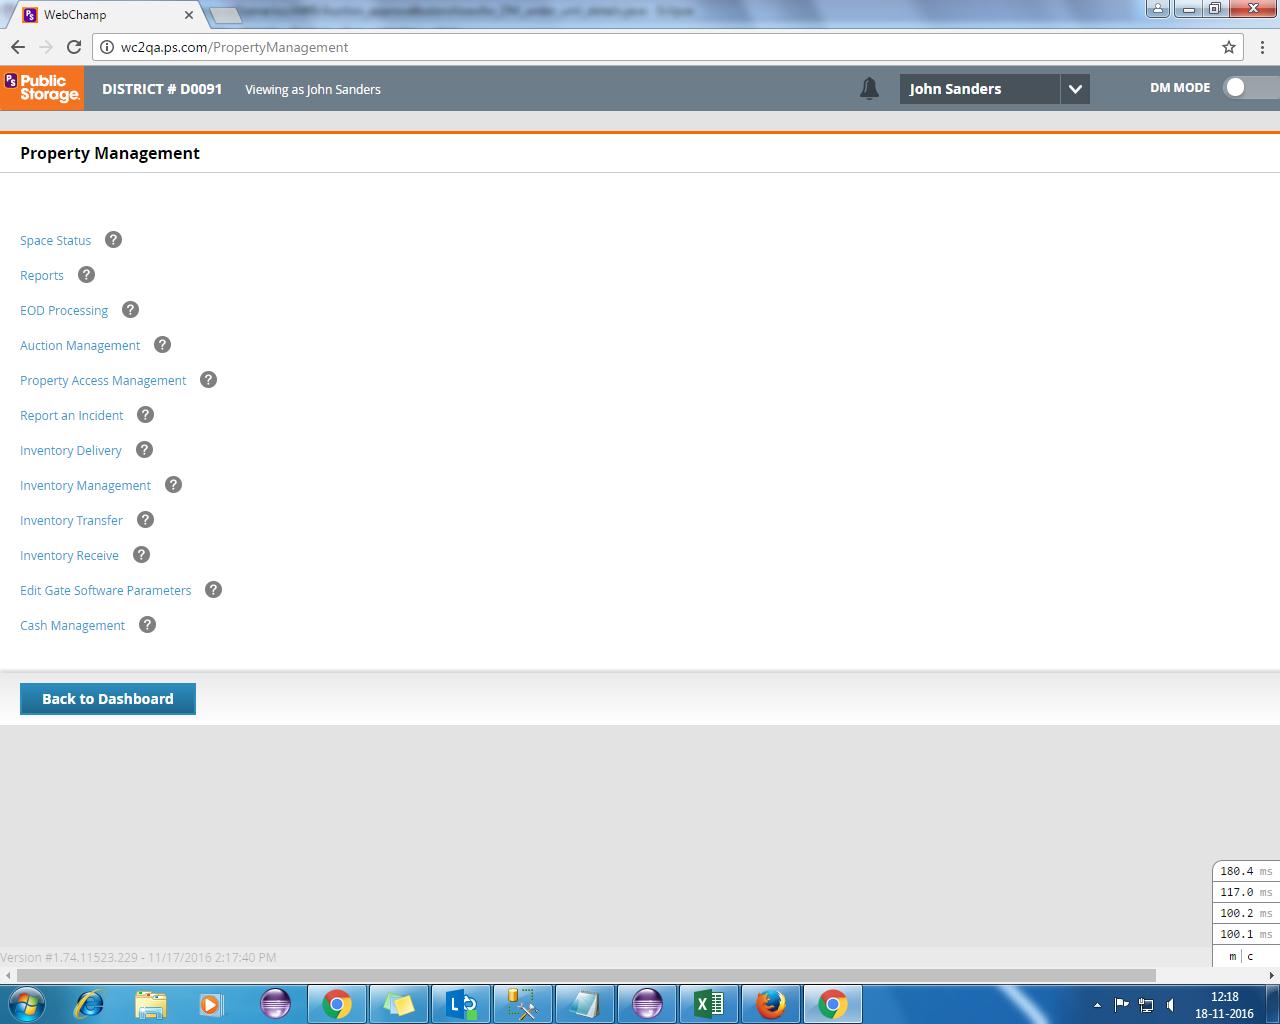 WebChamp
wc2qa.ps.com/PropertyManagement
PS Public Storage.
DISTRICT # D0091
Viewing as John Sanders
John Sanders
DM MODE
Property Management
Space Status ?
Reports ?
EOD Processing ?
Auction Management ?
Property Access Management ?
Report an Incident ?
Inventory Delivery ?
Inventory Management ?
Inventory Transfer ?
Inventory Receive ?
Edit Gate Software Parameters ?
Cash Management ?
Back to Dashboard
180.4 ms
117.0 ms
100.2 ms
100.1 ms
m | c
Version #1.74.11523.229 - 11/17/2016 2:17:40 PM
12:18
18-11-2016